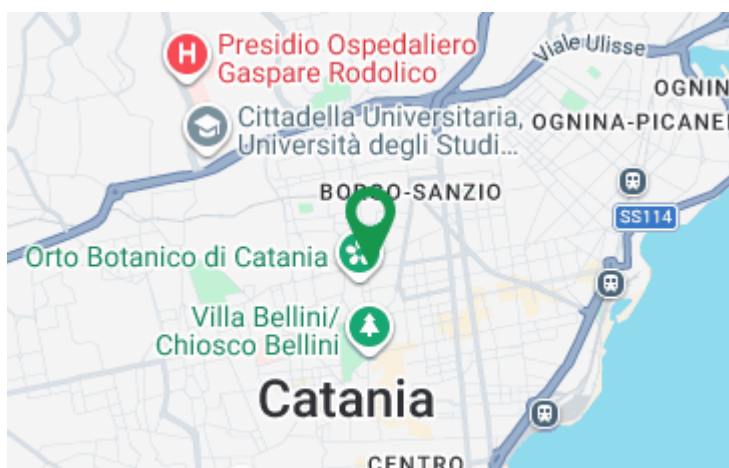 Presidio Ospedaliero
Gaspare Rodolico
Viale Ulisse
OGNIN
Cittadella Universitaria,
Università degli Studi...
OGNINA-PICANE
BORGO-SANZIO
SS114
Orto Botanico di Catania
Villa Bellini/
Chiosco Bellini
Catania
CENTRO
H